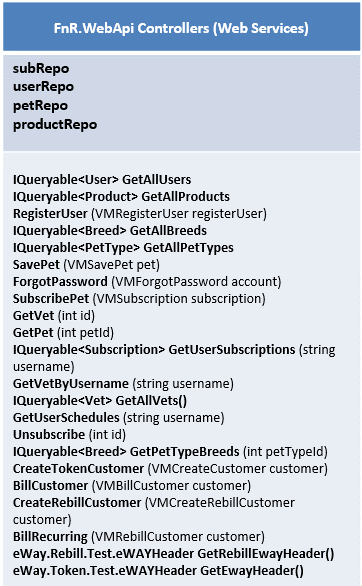 FnR.WebApi Controllers (Web Services)
subRepo
userRepo
petRepo
productRepo
IQueryable<User> GetAllUsers
IQueryable<Product> GetAllProducts
RegisterUser (VMRegisterUser registerUser)
IQueryable<Breed> GetAllBreeds
IQueryable<PetType> GetAllPetTypes
SavePet (VMSavePet pet)
ForgotPassword (VMForgotPassword account)
SubscribePet (VMSubscription subscription)
GetVet (int id)
GetPet (int petId)
IQueryable<Subscription> GetUserSubscriptions (string
username)
GetVetByUsername (string username)
IQueryable<Vet> GetAllVets()
GetUserSchedules (string username)
Unsubscribe (int id)
IQueryable<Breed> GetPetTypeBreeds (int petTypeId)
CreateTokenCustomer (VMCreateCustomer customer)
BillCustomer (VMBillCustomer customer)
CreateRebillCustomer (VMCreateRebillCustomer
customer)
BillRecurring (VMRebillCustomer customer)
eWay.Rebill.Test.eWAYHeader GetRebillEwayHeader()
eWay.Token.Test.eWAYHeader GetEwayHeader()